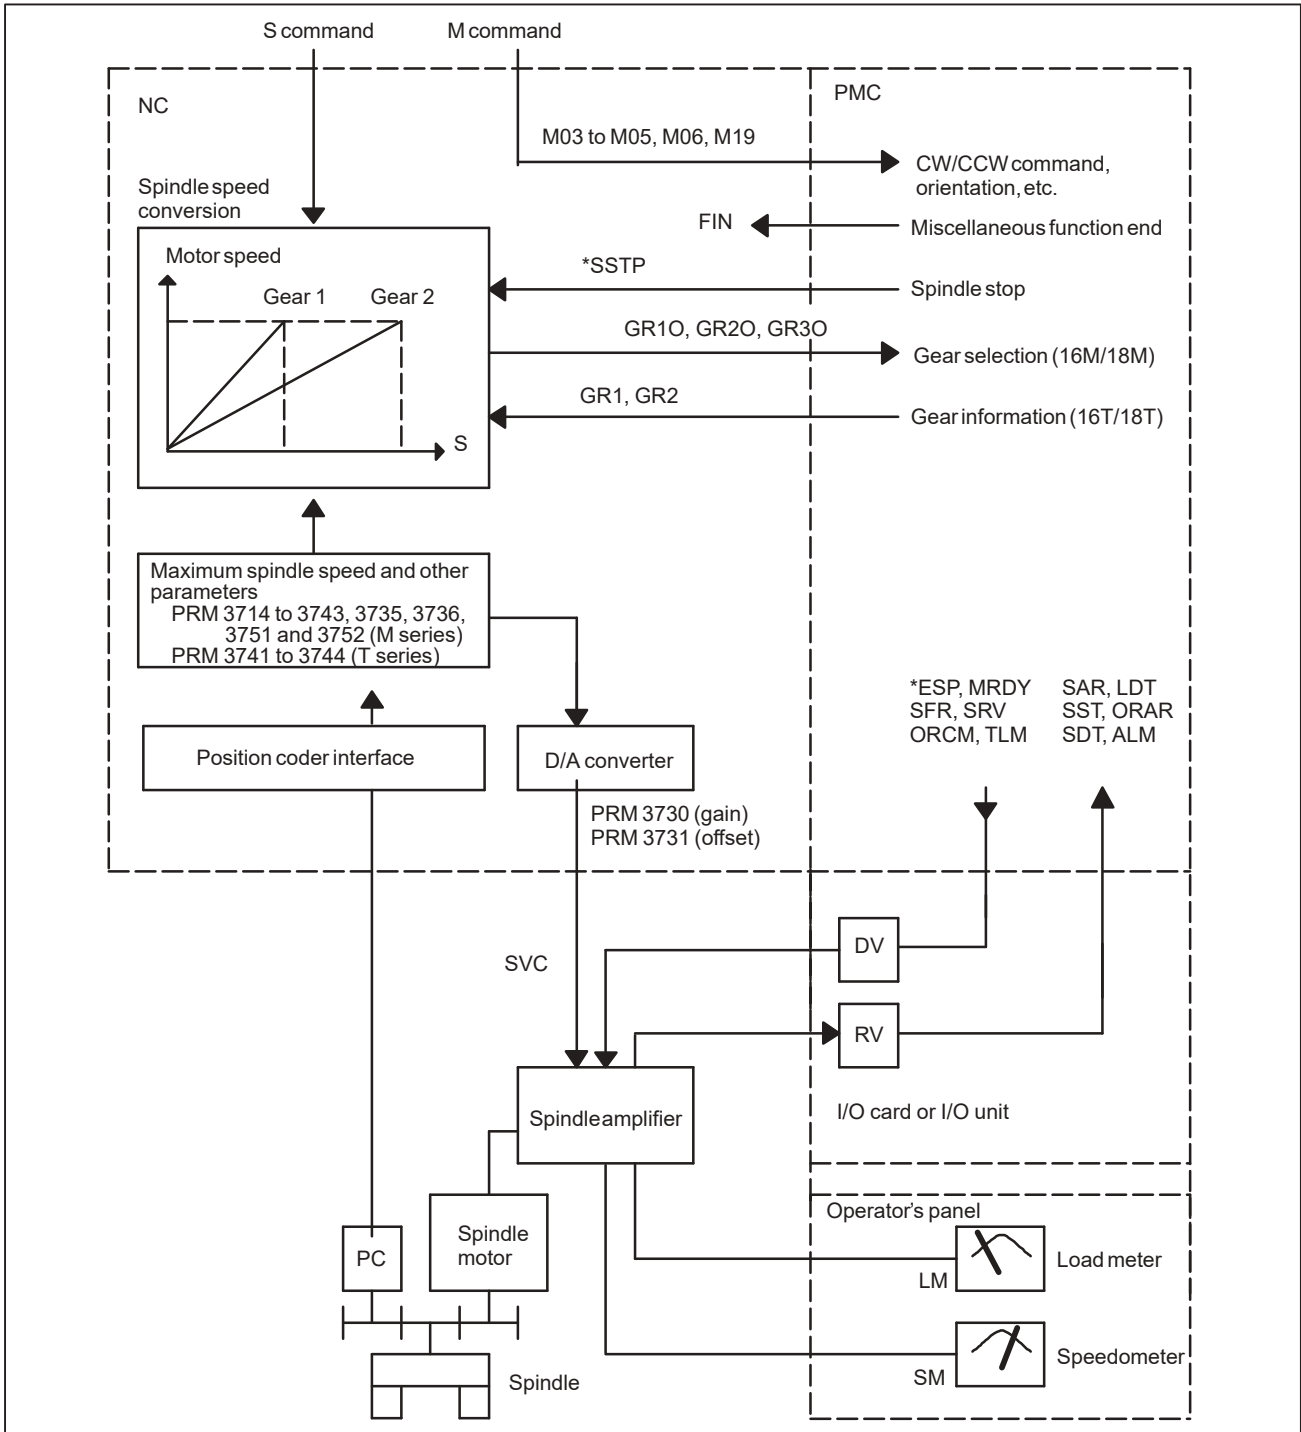 S command
M command
NC
PMC
M03 to M05, M06, M19
CW/CCW command,
orientation, etc.
Spindle speed
conversion
FIN
Miscellaneous function end
Motor speed
*SSTP
Spindle stop
Gear 1
Gear 2
GR1O, GR2O, GR3O
Gear selection (16M/18M)
GR1, GR2
Gear information (16T/18T)
S
Maximum spindle speed and other
parameters
PRM 3714 to 3743, 3735, 3736,
3751 and 3752 (M series)
PRM 3741 to 3744 (T series)
*ESP, MRDY
SFR, SRV
ORCM, TLM
SAR, LDT
SST, ORAR
SDT, ALM
Position coder interface
D/A converter
PRM 3730 (gain)
PRM 3731 (offset)
SVC
DV
RV
Spindle amplifier
I/O card or I/O unit
Operator's panel
PC
Spindle
motor
LM
Load meter
SM
Speedometer
Spindle